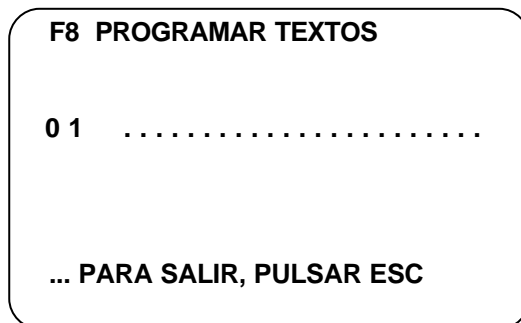 F8 PROGRAMAR TEXTOS
0 1 . . . . . . . . . . . . . . . . . . . . . . .
... PARA SALIR, PULSAR ESC